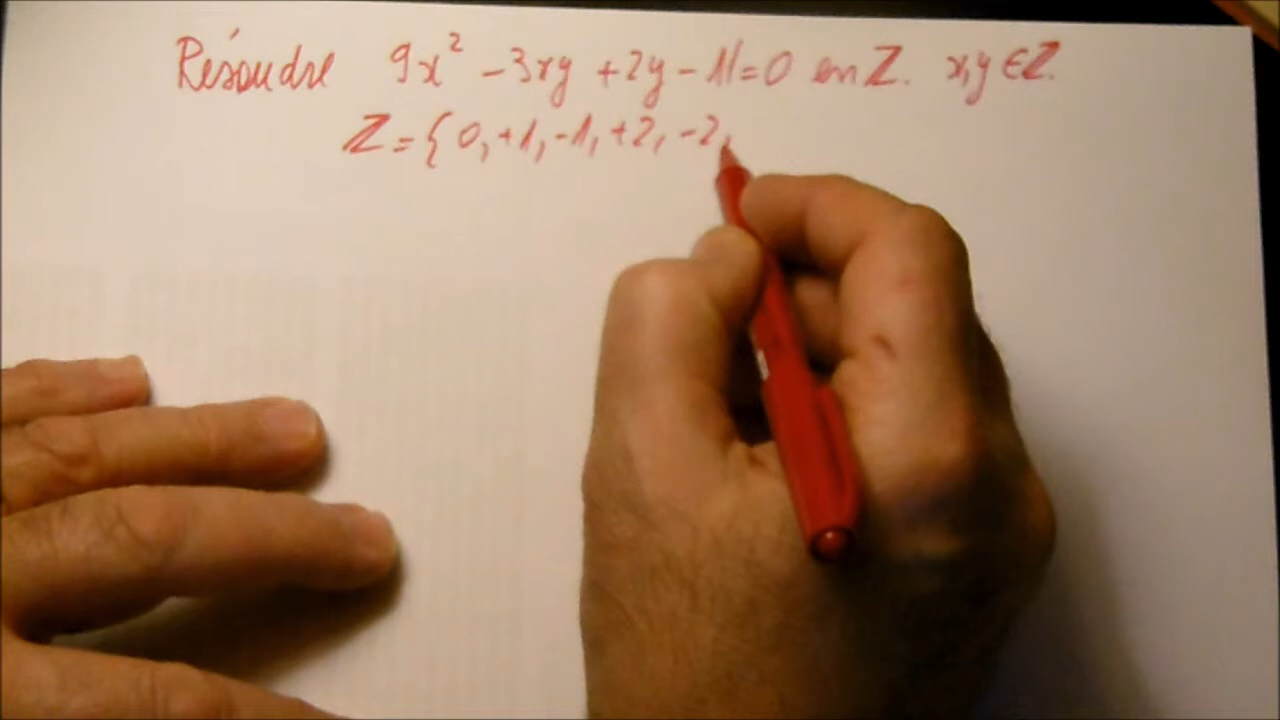 Résoudre 9x² - 3xy + 2y - 11 = 0 en ℤ. x,y ∈ ℤ.
ℤ = { 0, +1, -1, +2, -2,